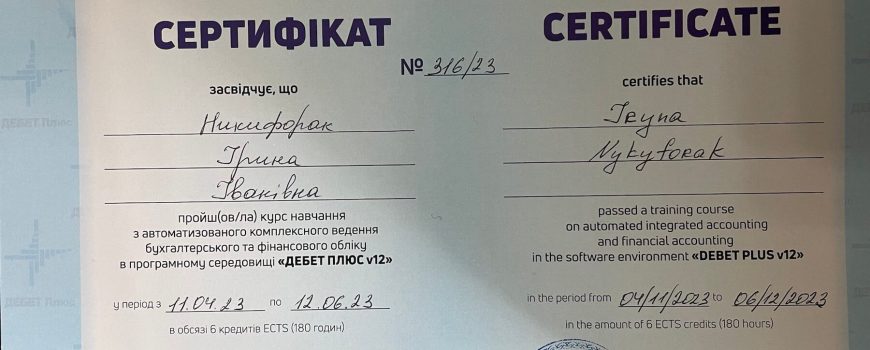 СЕРТИФІКАТ
№ 316/23
засвідчує, що
Никифорак
Ірина
Іванівна
пройш(ов/ла) курс навчання
з автоматизованого комплексного ведення
бухгалтерського та фінансового обліку
в програмному середовищі «ДЕБЕТ ПЛЮС v12»
у період з 11.04.23 по 12.06.23
в обсязі 6 кредитів ECTS (180 годин)
CERTIFICATE
certifies that
Iryna
Nykyforak
passed a training course
on automated integrated accounting
and financial accounting
in the software environment «DEBET PLUS v12»
in the period from 04/11/2023 to 06/12/2023
in the amount of 6 ECTS credits (180 hours)
ДЕБЕТ Плюс
ДЕБЕТ Плюс